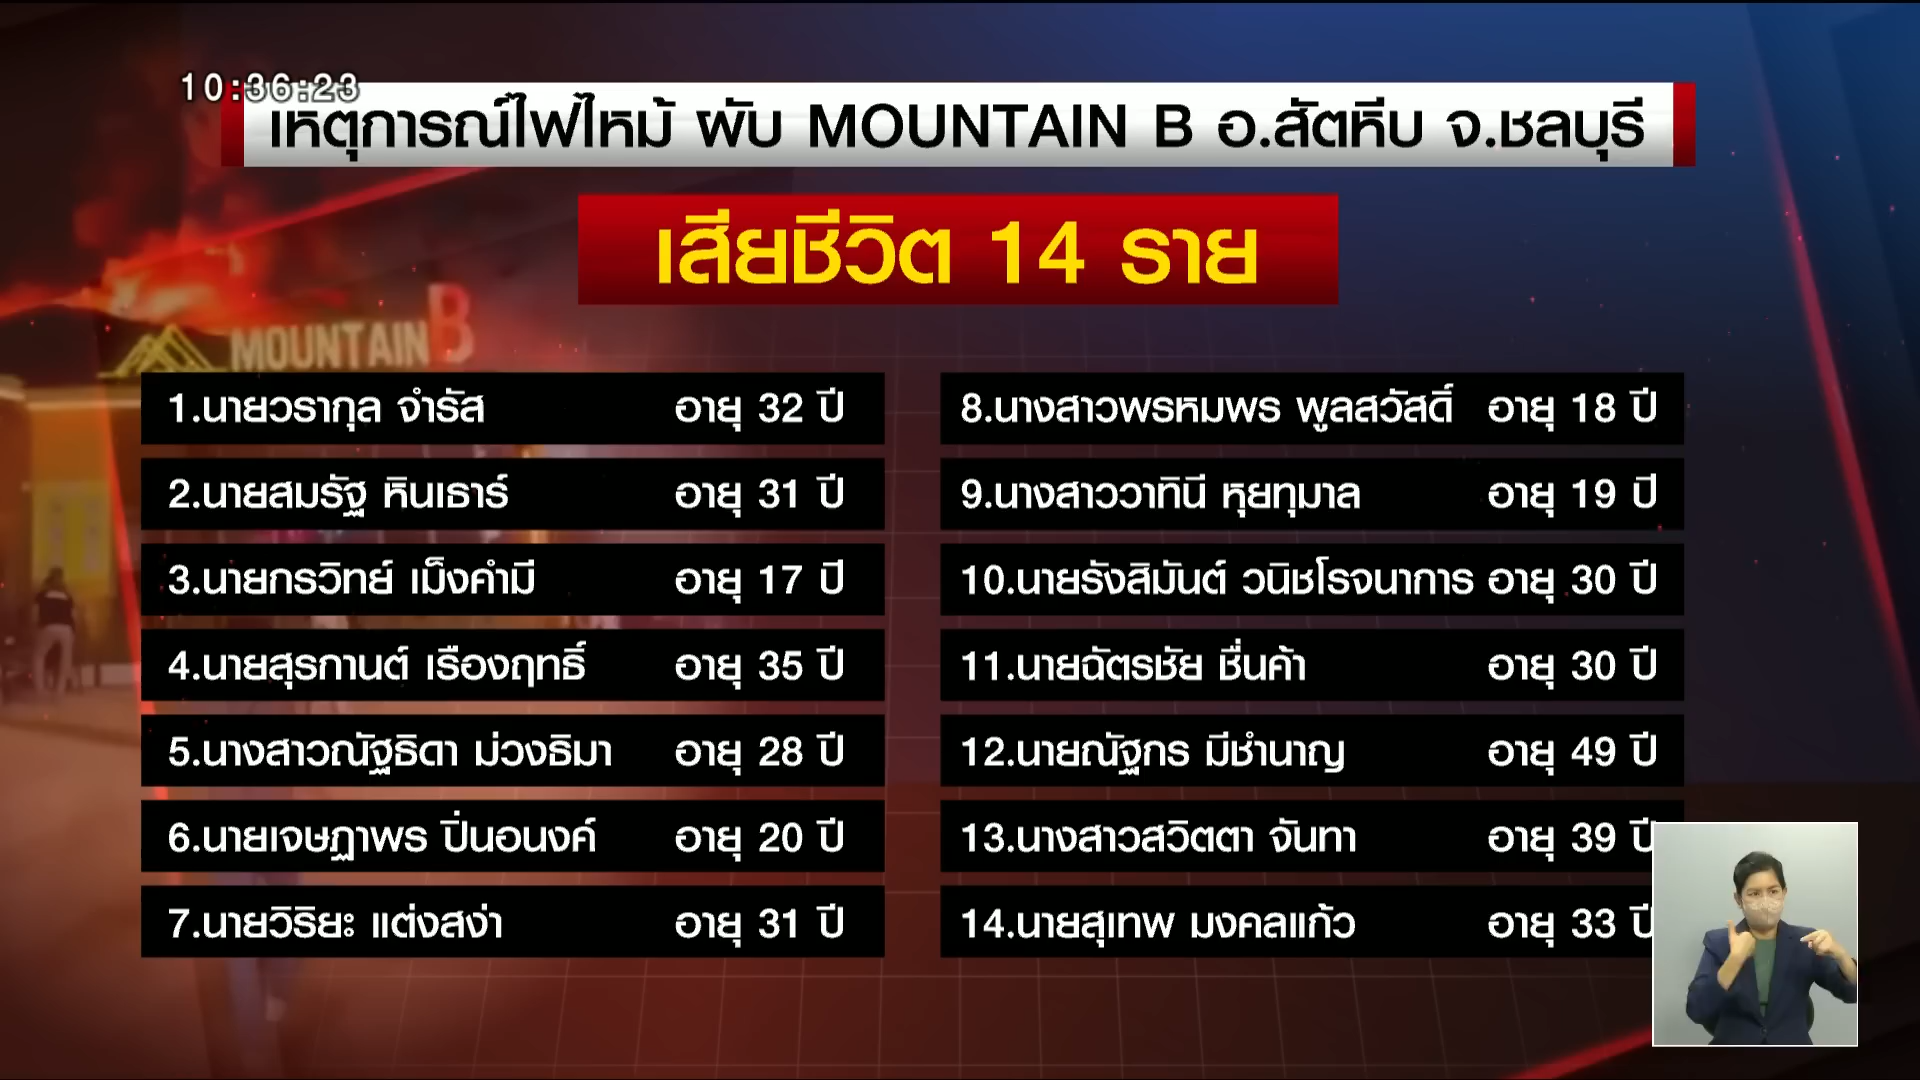 10:36:23
เหตุการณ์ไฟไหม้ ผับ MOUNTAIN B อ.สัตหีบ จ.ชลบุรี
เสียชีวิต 14 ราย
MOUNTAIN B
1.นายวรากุล จำรัส อายุ 32 ปี
2.นายสมรัฐ หินเธาร์ อายุ 31 ปี
3.นายกรวิทย์ เม็งคำมี อายุ 17 ปี
4.นายสุรกานต์ เรืองฤทธิ์ อายุ 35 ปี
5.นางสาวณัฐธิดา ม่วงธิมา อายุ 28 ปี
6.นายเจษฎาพร ปิ่นอนงค์ อายุ 20 ปี
7.นายวิริยะ แต่งสง่า อายุ 31 ปี
8.นางสาวพรหมพร พูลสวัสดิ์ อายุ 18 ปี
9.นางสาววาทินี หุยทุมาล อายุ 19 ปี
10.นายรังสิมันต์ วนิชโรจนาการ อายุ 30 ปี
11.นายฉัตรชัย ชื่นค้า อายุ 30 ปี
12.นายณัฐกร มีชำนาญ อายุ 49 ปี
13.นางสาวสวิตตา จันทา อายุ 39 ปี
14.นายสุเทพ มงคลแก้ว อายุ 33 ปี